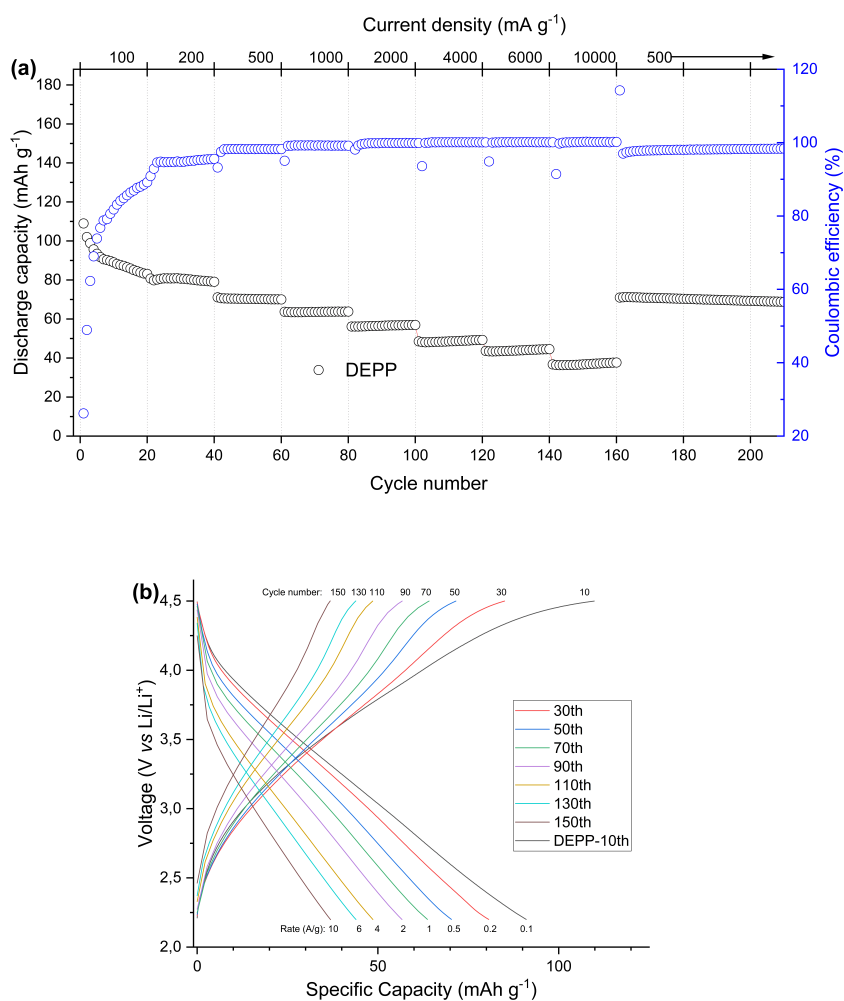 Current density (mA g-1)
(a)
100 200 500 1000 2000 4000 6000 10000 500
180
160
140
120
100
80
60
40
20
0
Discharge capacity (mAh g-1)
120
100
80
60
40
20
Coulombic efficiency (%)
DEPP
0 20 40 60 80 100 120 140 160 180 200
Cycle number
(b)
Cycle number: 150 130 110 90 70 50 30 10
4,5
4,0
3,5
3,0
2,5
2,0
Voltage (V vs Li/Li+)
30th
50th
70th
90th
110th
130th
150th
DEPP-10th
Rate (A/g): 10 6 4 2 1 0.5 0.2 0.1
0 50 100
Specific Capacity (mAh g-1)